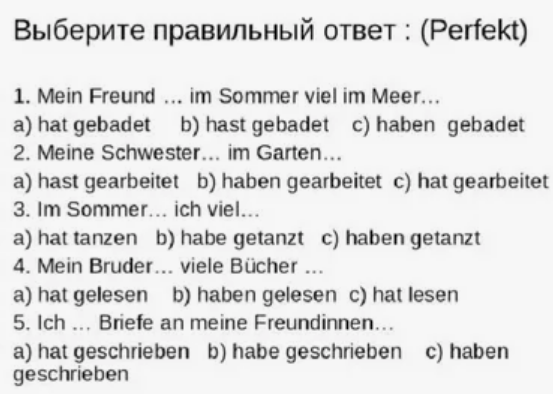 Выберите правильный ответ : (Perfekt)
1. Mein Freund ... im Sommer viel im Meer...
a) hat gebadet b) hast gebadet c) haben gebadet
2. Meine Schwester... im Garten...
a) hast gearbeitet b) haben gearbeitet c) hat gearbeitet
3. Im Sommer... ich viel...
a) hat tanzen b) habe getanzt c) haben getanzt
4. Mein Bruder... viele Bücher ...
a) hat gelesen b) haben gelesen c) hat lesen
5. Ich ... Briefe an meine Freundinnen...
a) hat geschrieben b) habe geschrieben c) haben
geschrieben